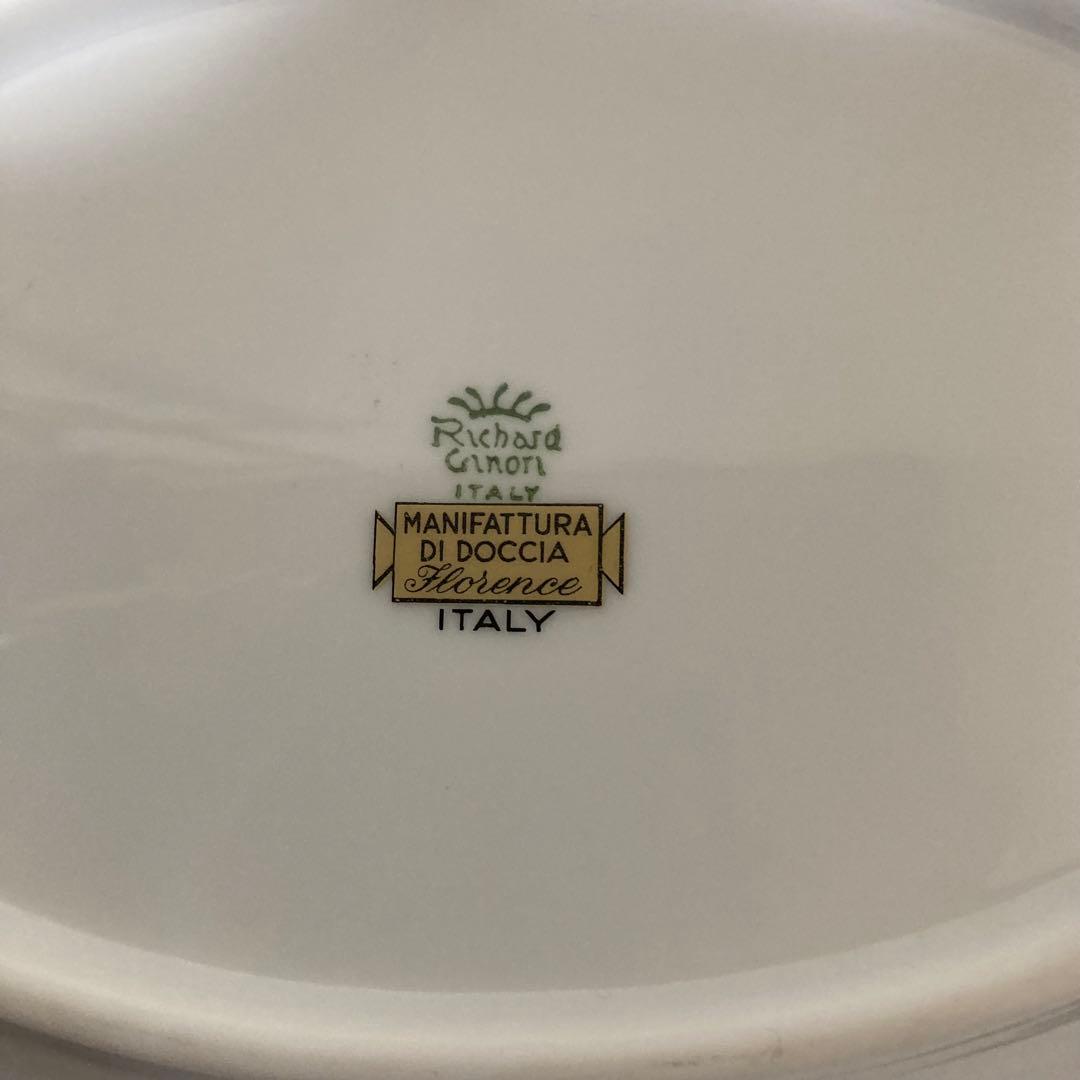 Richard
Ginori
ITALY
MANIFATTURA
DI DOCCIA
Florence
ITALY